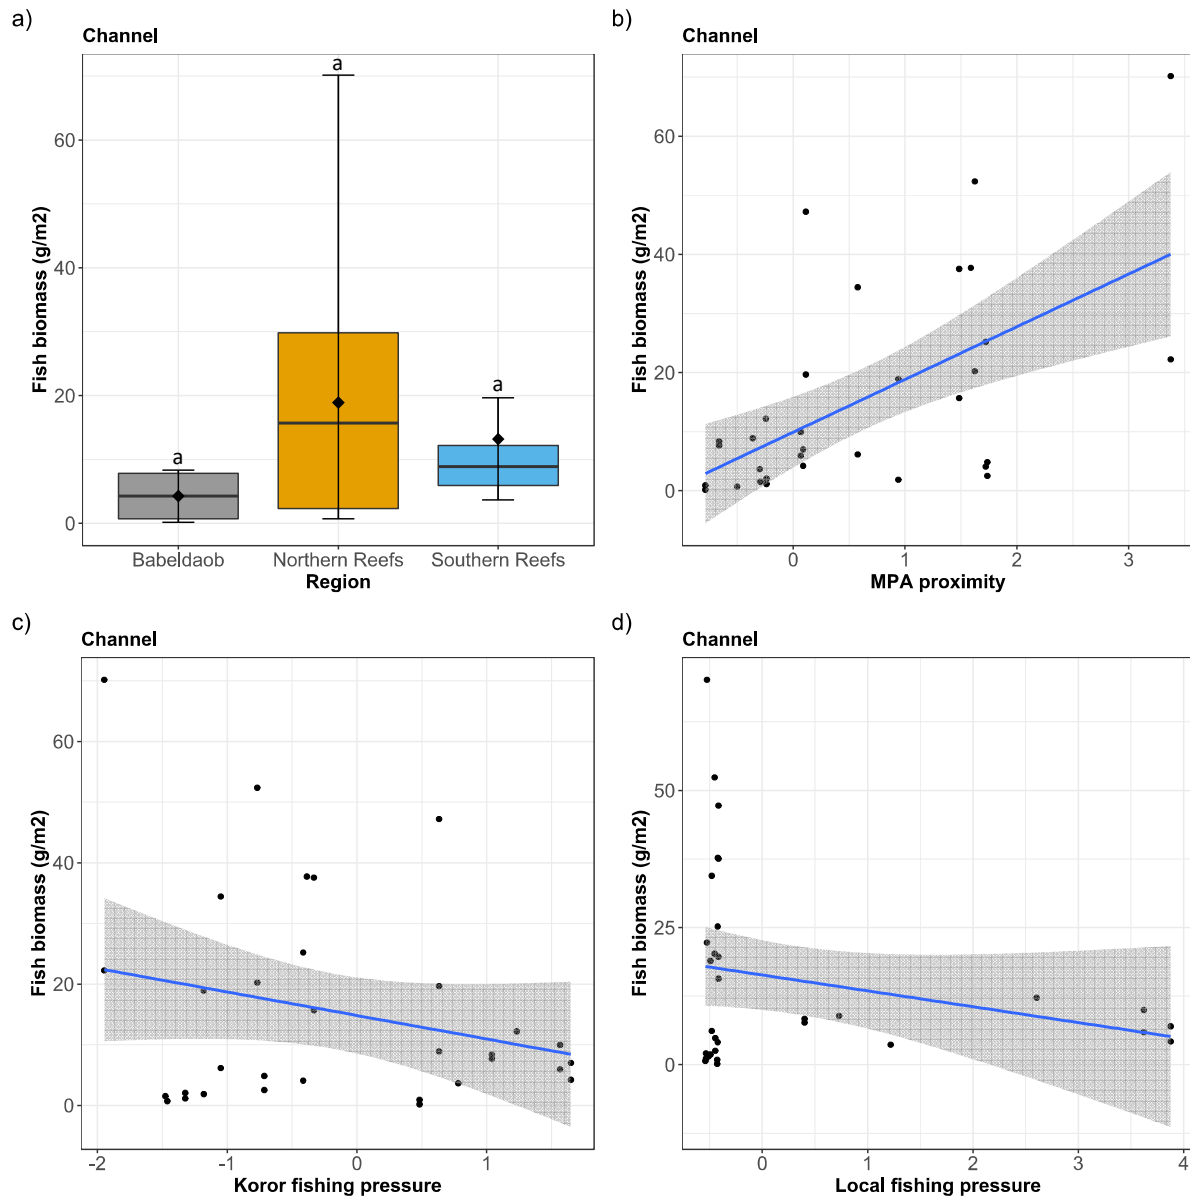 a)
Channel
a
a
a
60
40
20
0
Fish biomass (g/m2)
Babeldaob Northern Reefs Southern Reefs
Region
b)
Channel
60
40
20
0
Fish biomass (g/m2)
0 1 2 3
MPA proximity
c)
Channel
60
40
20
0
Fish biomass (g/m2)
-2 -1 0 1
Koror fishing pressure
d)
Channel
50
25
0
Fish biomass (g/m2)
0 1 2 3 4
Local fishing pressure